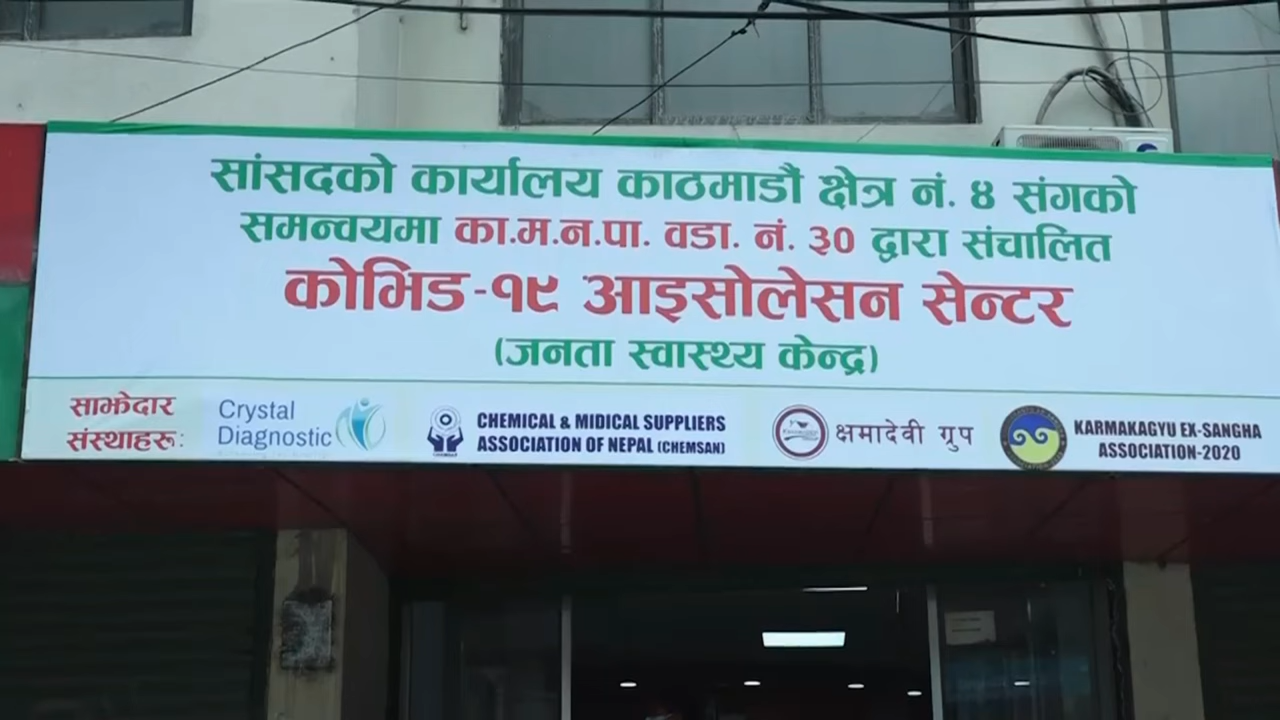 सांसदको कार्यालय काठमाडौं क्षेत्र नं. ४ संगको
समन्वयमा का.म.न.पा. वडा. नं. ३० द्वारा संचालित
कोभिड-१९ आइसोलेसन सेन्टर
(जनता स्वास्थ्य केन्द्र)
साझेदार
संस्थाहरू:
Crystal
Diagnostic
CHEMICAL & MIDICAL SUPPLIERS
ASSOCIATION OF NEPAL (CHEMSAN)
क्षमादेवी ग्रुप
KARMAKAGYU EX-SANGHA
ASSOCIATION-2020